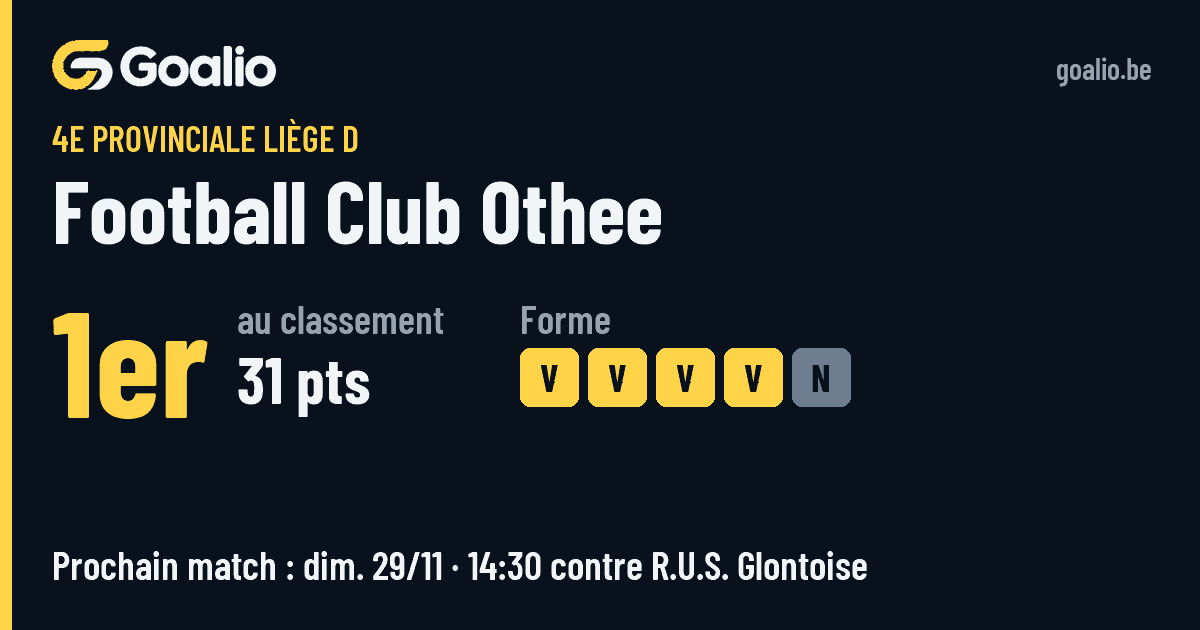 Goalio
goalio.be
4E PROVINCIALE LIÈGE D
Football Club Othee
1er
au classement
31 pts
Forme
V V V V N
Prochain match : dim. 29/11 · 14:30 contre R.U.S. Glontoise